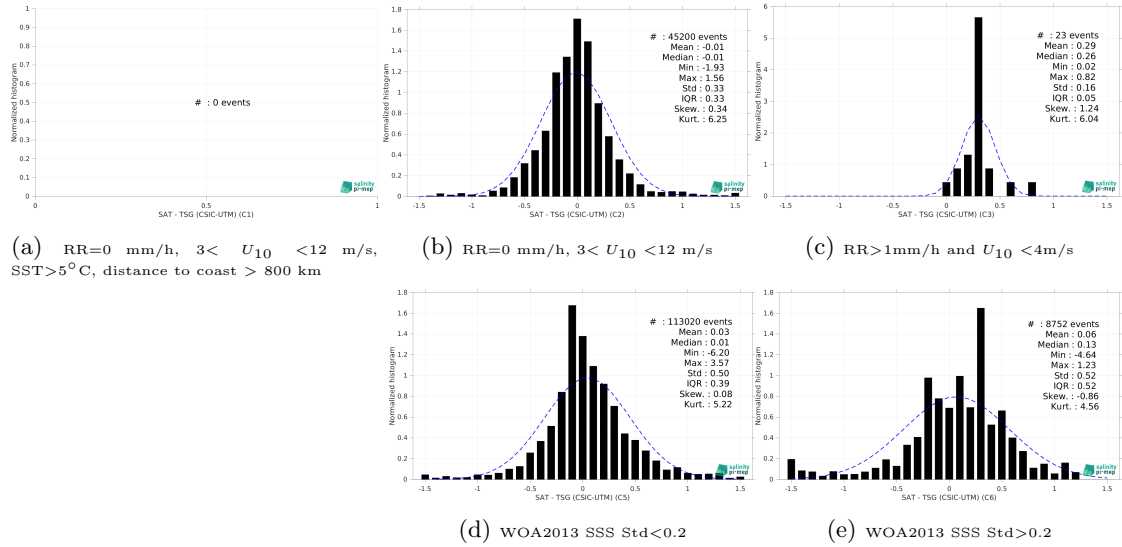 1
0.9
0.8
0.7
0.6
0.5
0.4
0.3
0.2
0.1
0
Normalized histogram
# : 0 events
salinity
pi-mep
0 0.5 1
SAT - TSG (CSIC-UTM) (C1)
(a) RR=0 mm/h, 3< U10 <12 m/s,
SST>5°C, distance to coast > 800 km
1.8
1.6
1.4
1.2
1
0.8
0.6
0.4
0.2
0
Normalized histogram
# : 45200 events
Mean : -0.01
Median : -0.01
Min : -1.93
Max : 1.56
Std : 0.33
IQR : 0.33
Skew. : 0.34
Kurt. : 6.25
salinity
pi-mep
-1.5 -1 -0.5 0 0.5 1 1.5
SAT - TSG (CSIC-UTM) (C2)
(b) RR=0 mm/h, 3< U10 <12 m/s
6
5
4
3
2
1
0
Normalized histogram
# : 23 events
Mean : 0.29
Median : 0.26
Min : 0.02
Max : 0.82
Std : 0.16
IQR : 0.05
Skew. : 1.24
Kurt. : 6.04
salinity
pi-mep
-1.5 -1 -0.5 0 0.5 1 1.5
SAT - TSG (CSIC-UTM) (C3)
(c) RR>1mm/h and U10 <4m/s
1.8
1.6
1.4
1.2
1
0.8
0.6
0.4
0.2
0
Normalized histogram
# : 113020 events
Mean : 0.03
Median : 0.01
Min : -6.20
Max : 3.57
Std : 0.50
IQR : 0.39
Skew. : 0.08
Kurt. : 5.22
salinity
pi-mep
-1.5 -1 -0.5 0 0.5 1 1.5
SAT - TSG (CSIC-UTM) (C5)
(d) WOA2013 SSS Std<0.2
1.8
1.6
1.4
1.2
1
0.8
0.6
0.4
0.2
0
Normalized histogram
# : 8752 events
Mean : 0.06
Median : 0.13
Min : -4.64
Max : 1.23
Std : 0.52
IQR : 0.52
Skew. : -0.86
Kurt. : 4.56
salinity
pi-mep
-1.5 -1 -0.5 0 0.5 1 1.5
SAT - TSG (CSIC-UTM) (C6)
(e) WOA2013 SSS Std>0.2